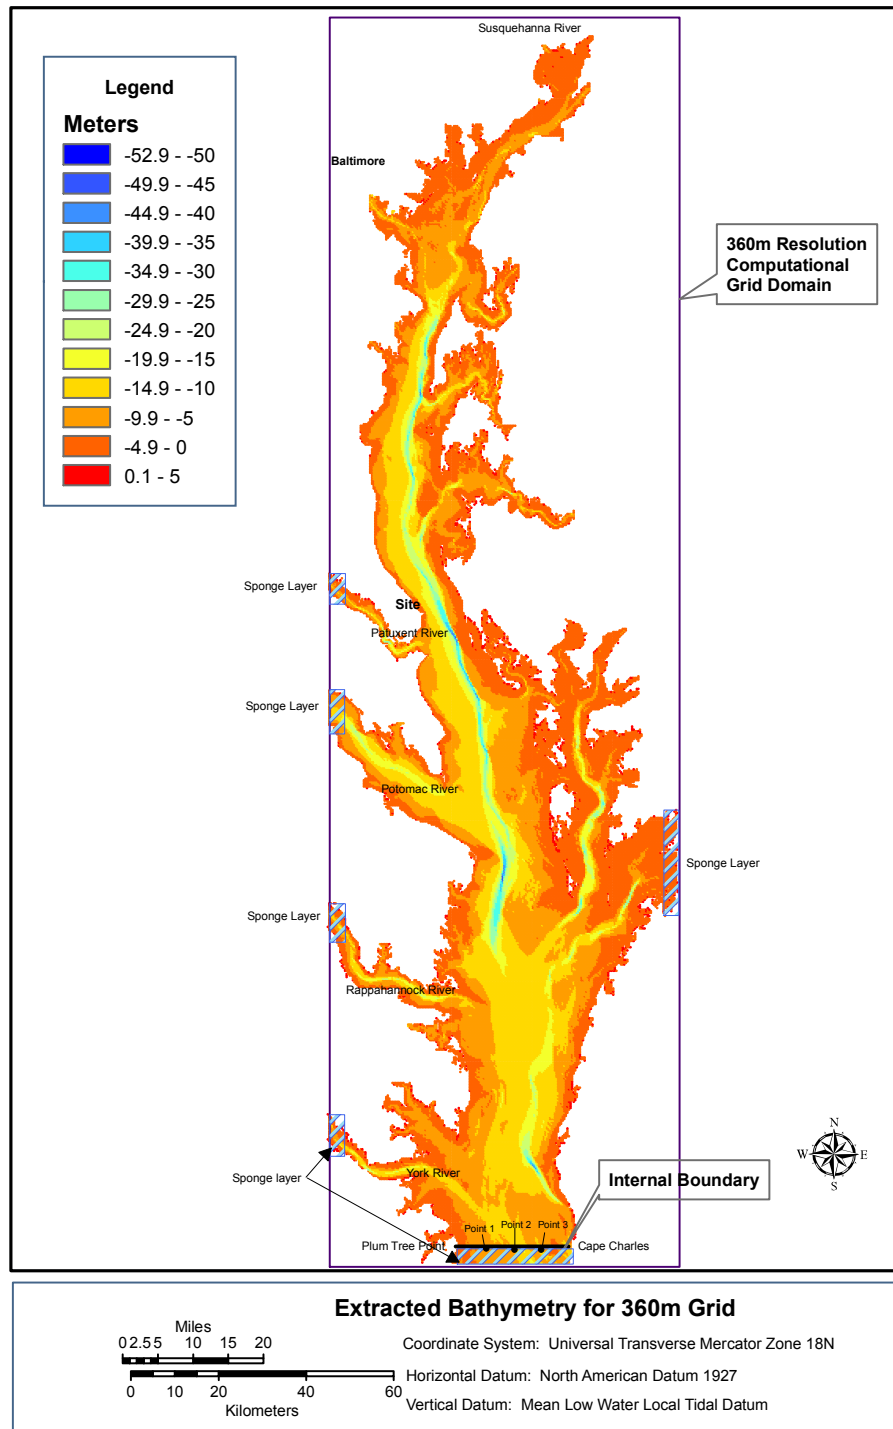 Susquehanna River
Legend
Meters
-52.9 - -50
-49.9 - -45
-44.9 - -40
-39.9 - -35
-34.9 - -30
-29.9 - -25
-24.9 - -20
-19.9 - -15
-14.9 - -10
-9.9 - -5
-4.9 - 0
0.1 - 5
Baltimore
360m Resolution
Computational
Grid Domain
Sponge Layer
Site
Patuxent River
Sponge Layer
Potomac River
Sponge Layer
Sponge Layer
Rappahannock River
N
W
E
S
Sponge layer
York River
Internal Boundary
Point 1
Point 2
Point 3
Plum Tree Point
Cape Charles
Extracted Bathymetry for 360m Grid
Miles
0 2.5 5 10 15 20
0 10 20 40 60
Kilometers
Coordinate System: Universal Transverse Mercator Zone 18N
Horizontal Datum: North American Datum 1927
Vertical Datum: Mean Low Water Local Tidal Datum